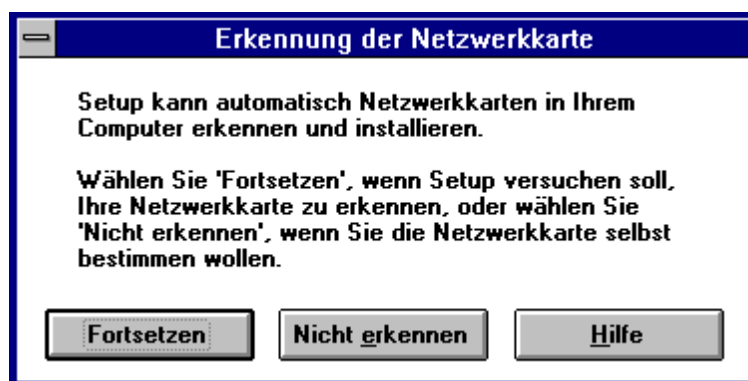 Erkennung der Netzwerkkarte
Setup kann automatisch Netzwerkkarten in Ihrem
Computer erkennen und installieren.
Wählen Sie 'Fortsetzen', wenn Setup versuchen soll,
Ihre Netzwerkkarte zu erkennen, oder wählen Sie
'Nicht erkennen', wenn Sie die Netzwerkkarte selbst
bestimmen wollen.
Fortsetzen Nicht erkennen Hilfe